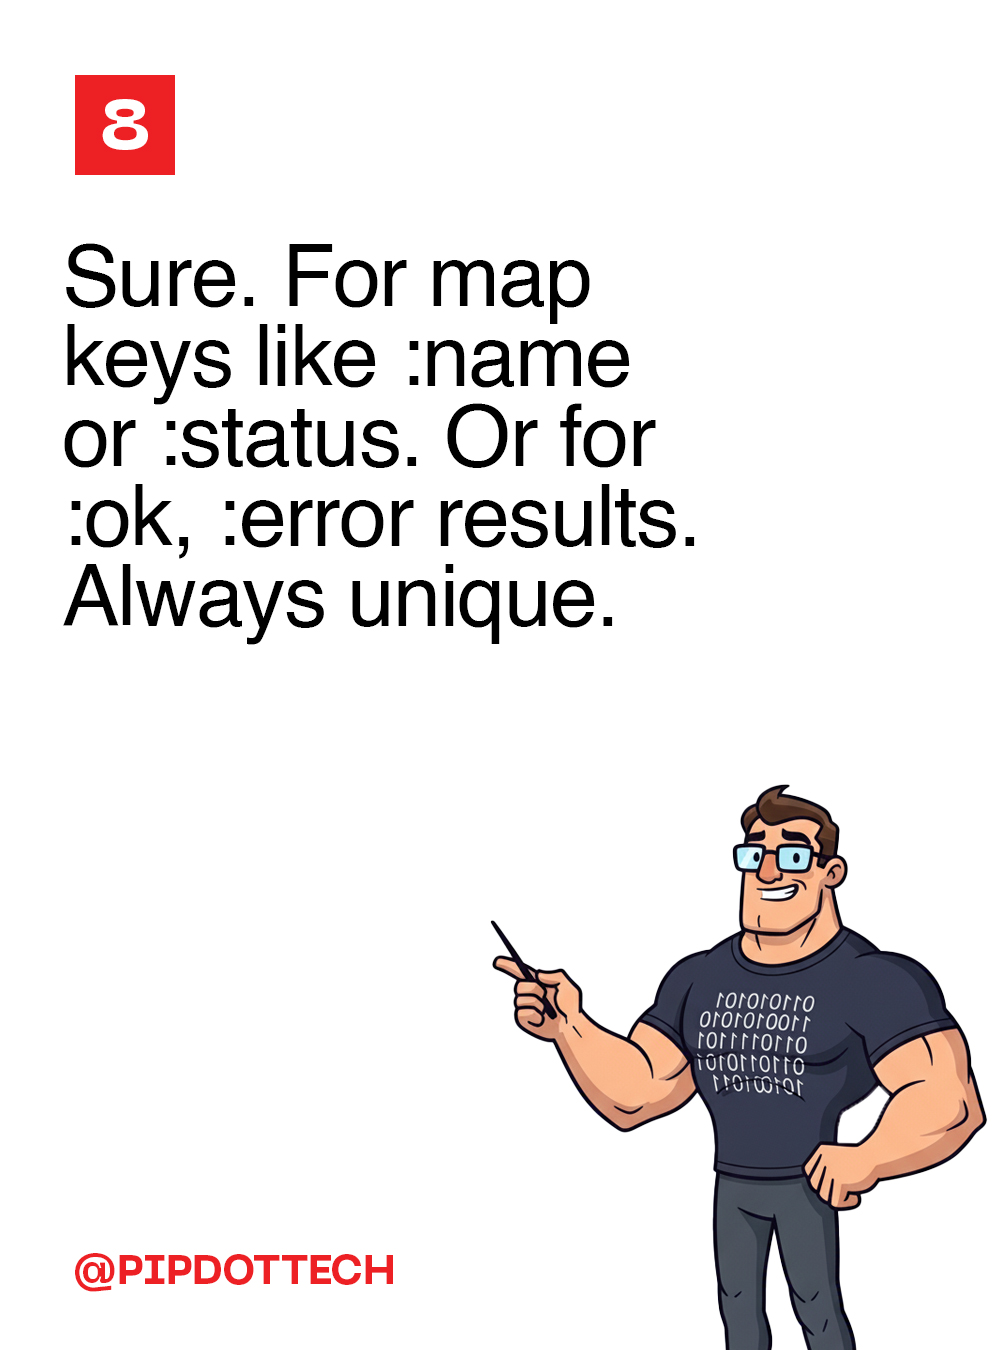 8
Sure. For map
keys like :name
or :status. Or for
:ok, :error results.
Always unique.
@PIPDOTTECH